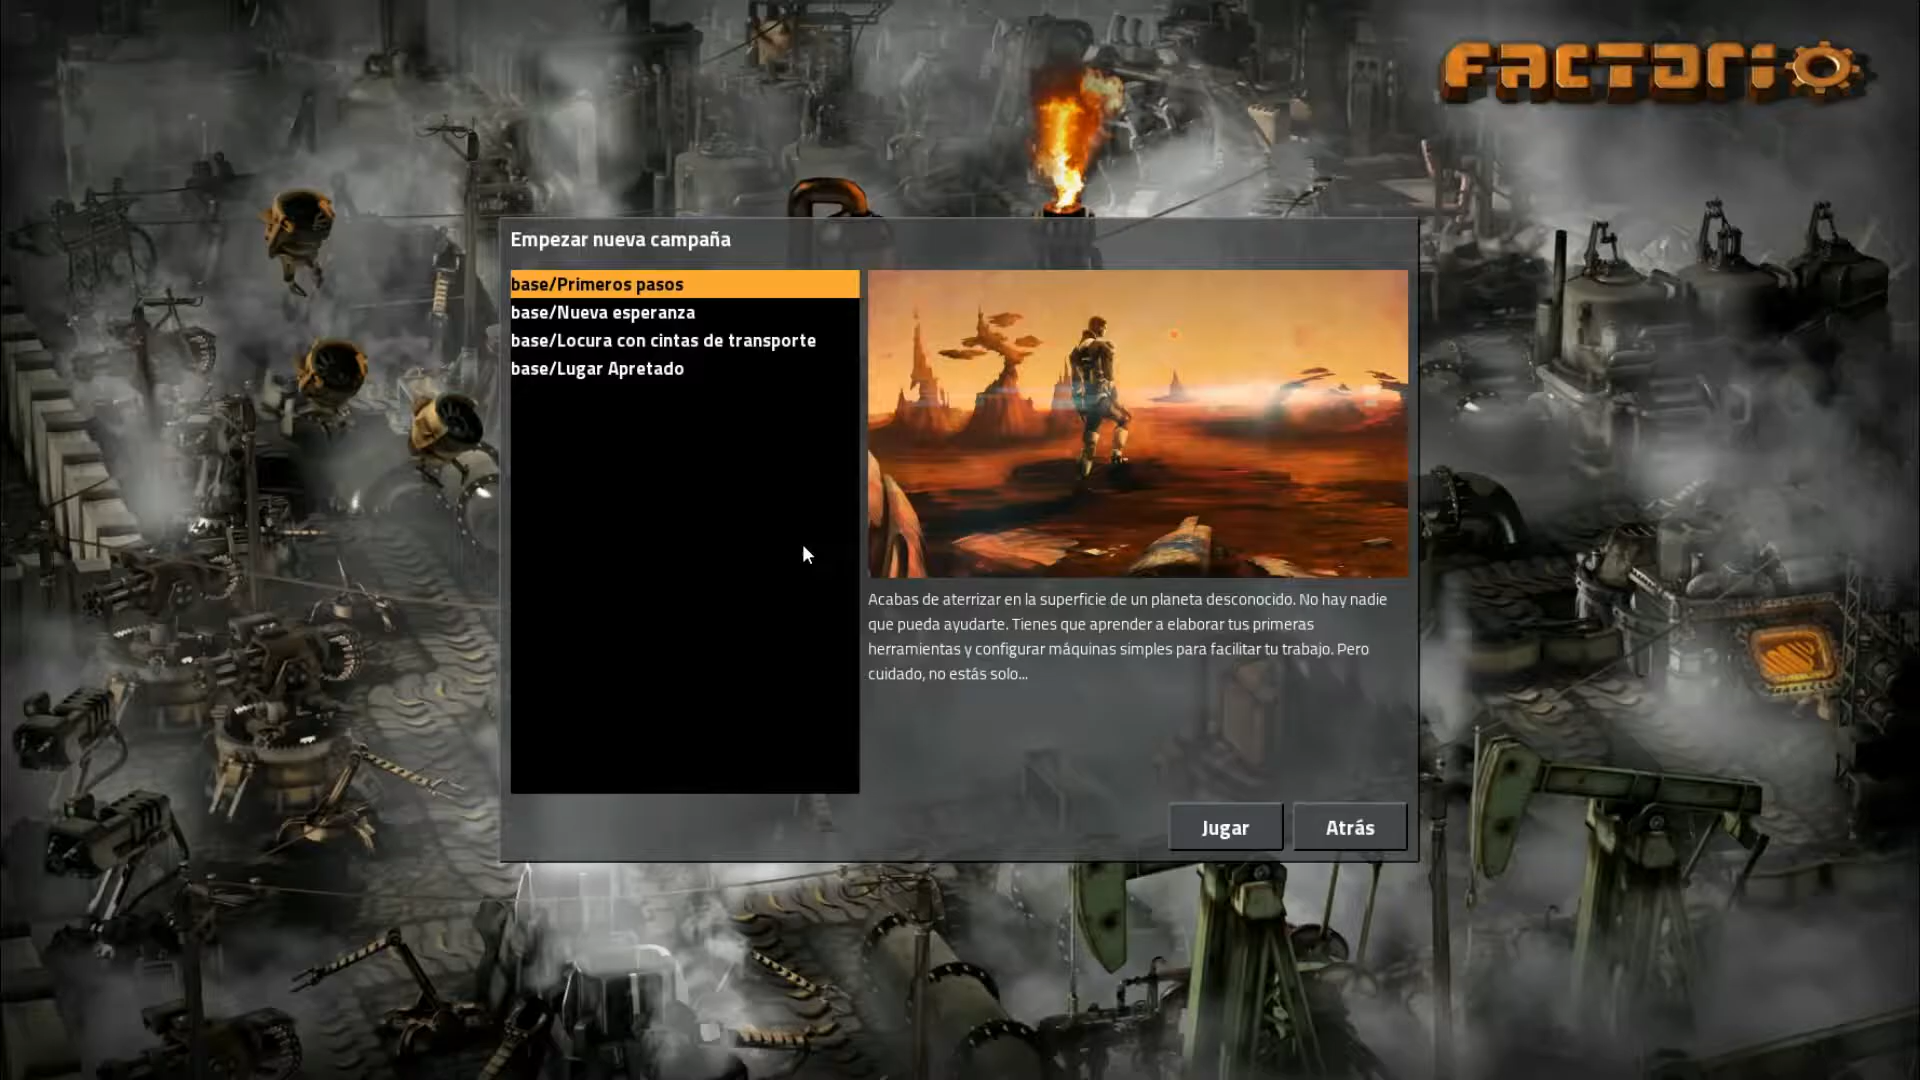 FACTORIO
Empezar nueva campaña
base/Primeros pasos
base/Nueva esperanza
base/Locura con cintas de transporte
base/Lugar Apretado
Acabas de aterrizar en la superficie de un planeta desconocido. No hay nadie
que pueda ayudarte. Tienes que aprender a elaborar tus primeras
herramientas y configurar máquinas simples para facilitar tu trabajo. Pero
cuidado, no estás solo...
Jugar
Atrás